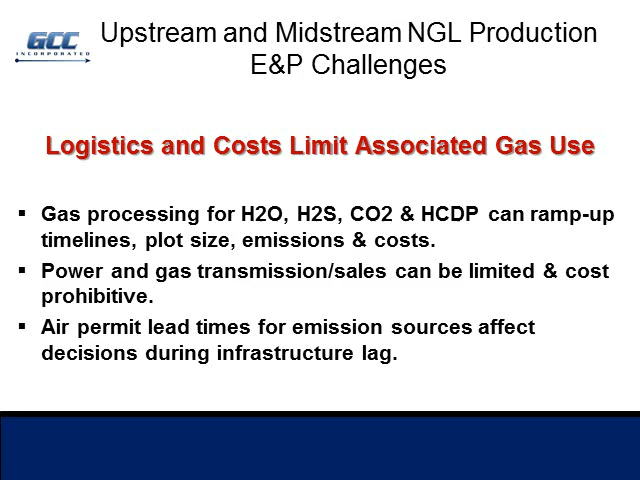 GCC
INCORPORATED
Upstream and Midstream NGL Production
E&P Challenges
Logistics and Costs Limit Associated Gas Use
▪ Gas processing for H2O, H2S, CO2 & HCDP can ramp-up
timelines, plot size, emissions & costs.
▪ Power and gas transmission/sales can be limited & cost
prohibitive.
▪ Air permit lead times for emission sources affect
decisions during infrastructure lag.